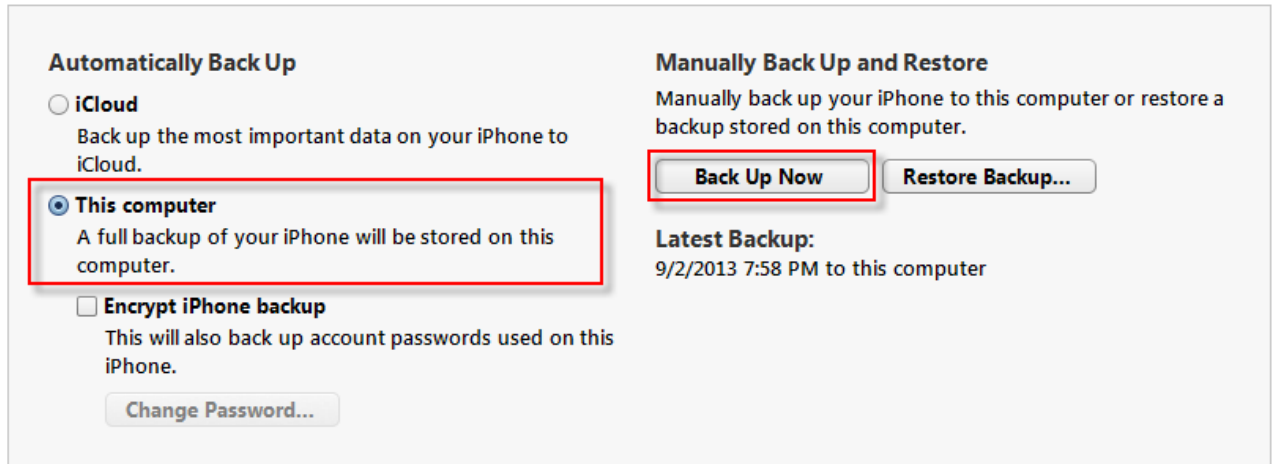 Automatically Back Up
iCloud
Back up the most important data on your iPhone to
iCloud.
This computer
A full backup of your iPhone will be stored on this
computer.
Encrypt iPhone backup
This will also back up account passwords used on this
iPhone.
Change Password...
Manually Back Up and Restore
Manually back up your iPhone to this computer or restore a
backup stored on this computer.
Back Up Now
Restore Backup...
Latest Backup:
9/2/2013 7:58 PM to this computer